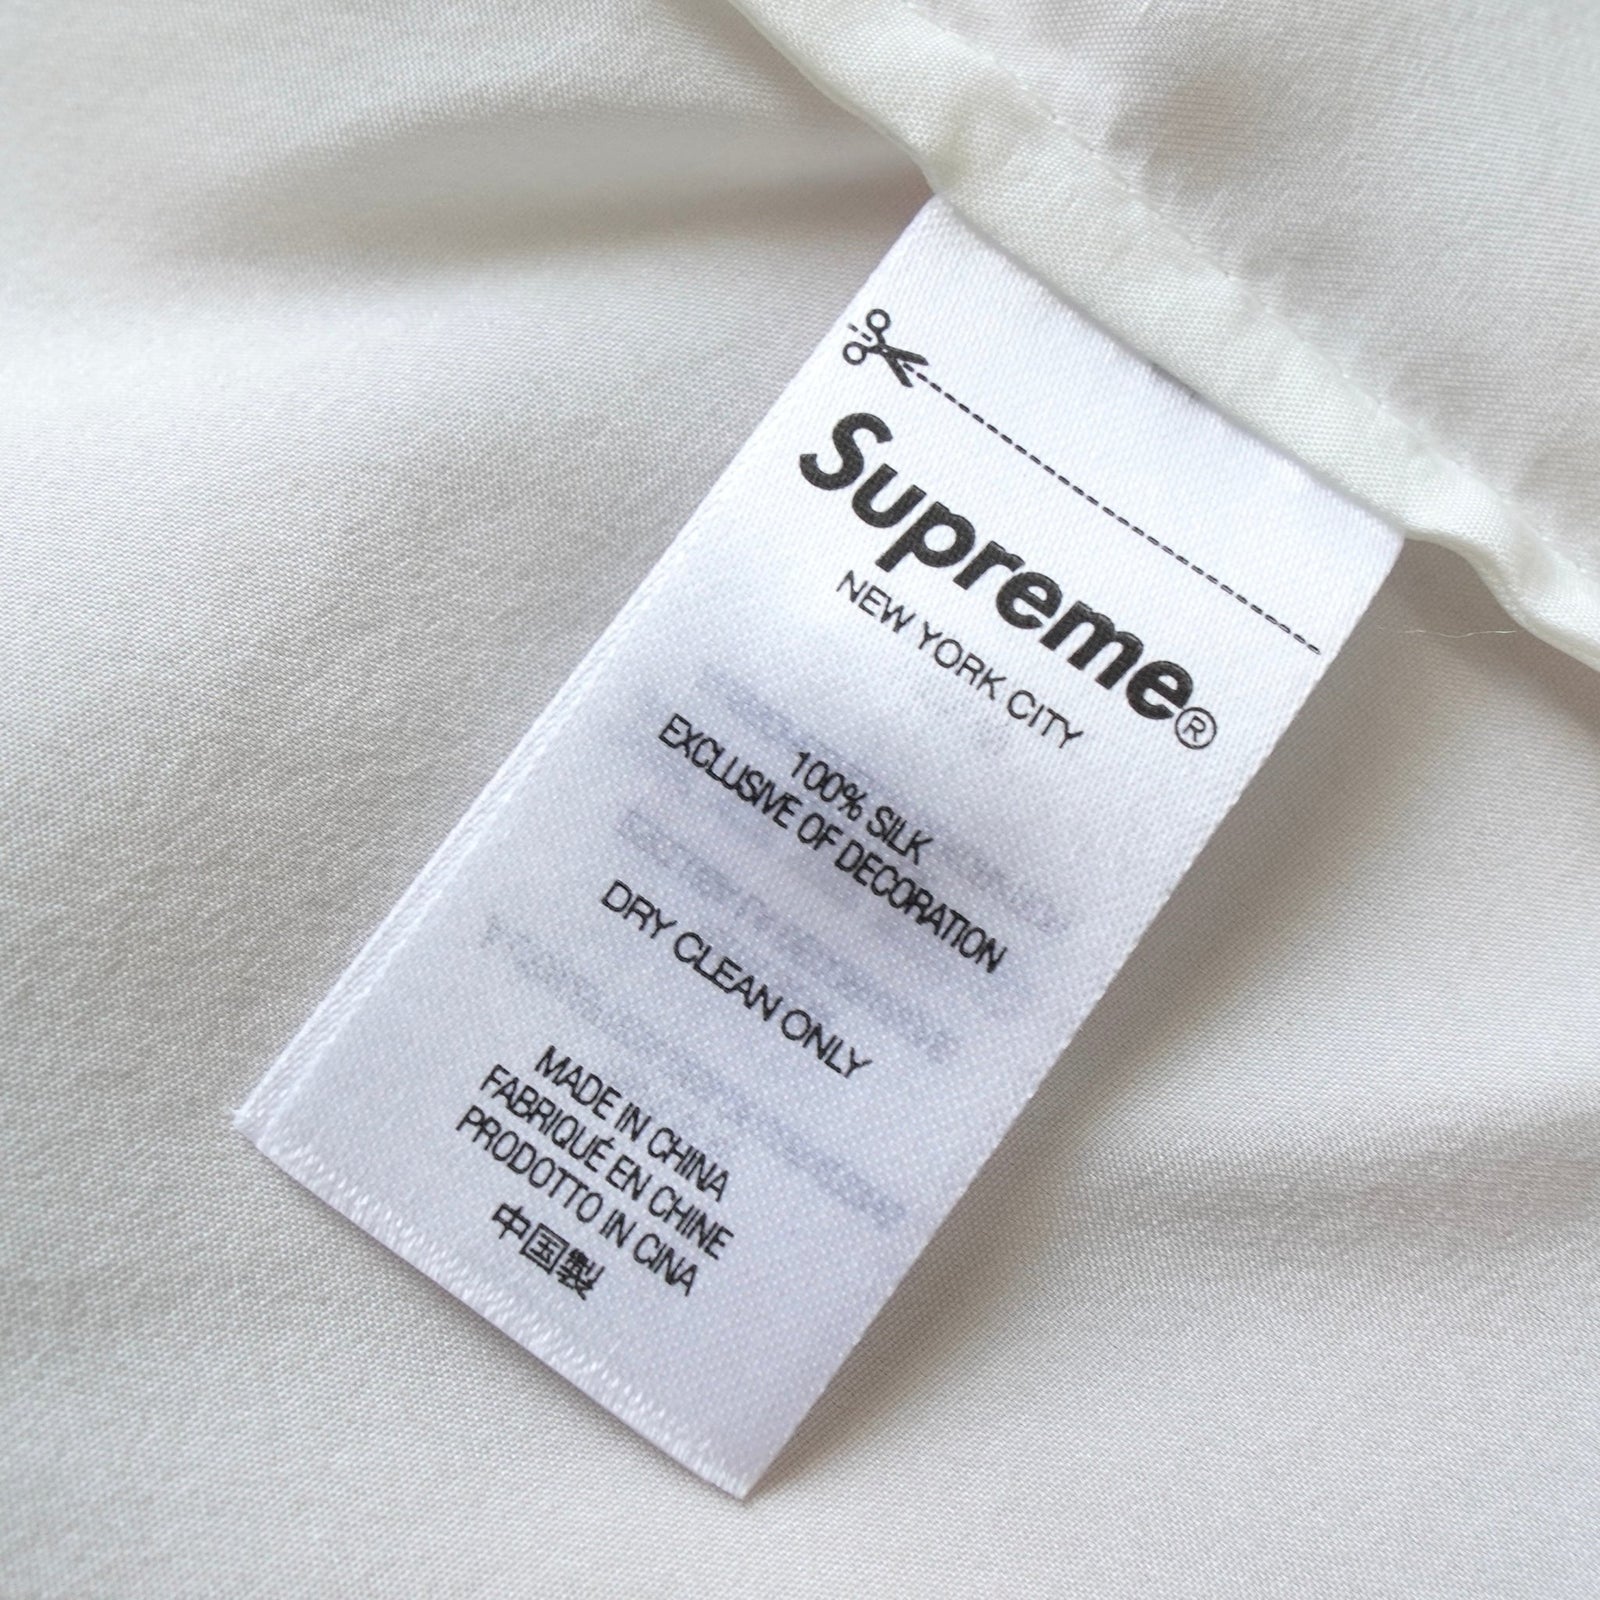 Supreme®
NEW YORK CITY
100% SILK
EXCLUSIVE OF DECORATION
DRY CLEAN ONLY
MADE IN CHINA
FABRIQUÉ EN CHINE
PRODOTTO IN CINA
中国製